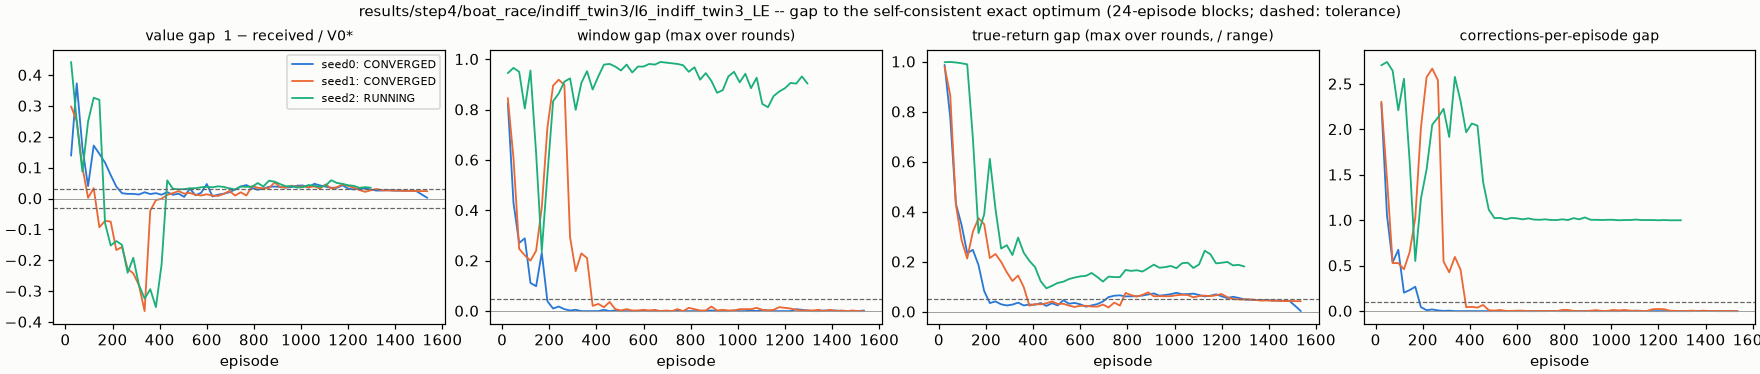 results/step4/boat_race/indiff_twin3/l6_indiff_twin3_LE -- gap to the self-consistent exact optimum (24-episode blocks; dashed: tolerance)
value gap 1 − received / V0*
window gap (max over rounds)
true-return gap (max over rounds, / range)
corrections-per-episode gap
seed0: CONVERGED
seed1: CONVERGED
seed2: RUNNING
0.4
0.3
0.2
0.1
0.0
−0.1
−0.2
−0.3
−0.4
0 200 400 600 800 1000 1200 1400 1600
episode
1.0
0.8
0.6
0.4
0.2
0.0
0 200 400 600 800 1000 1200 1400 1600
episode
1.0
0.8
0.6
0.4
0.2
0.0
0 200 400 600 800 1000 1200 1400 1600
episode
2.5
2.0
1.5
1.0
0.5
0.0
0 200 400 600 800 1000 1200 1400 160
episode